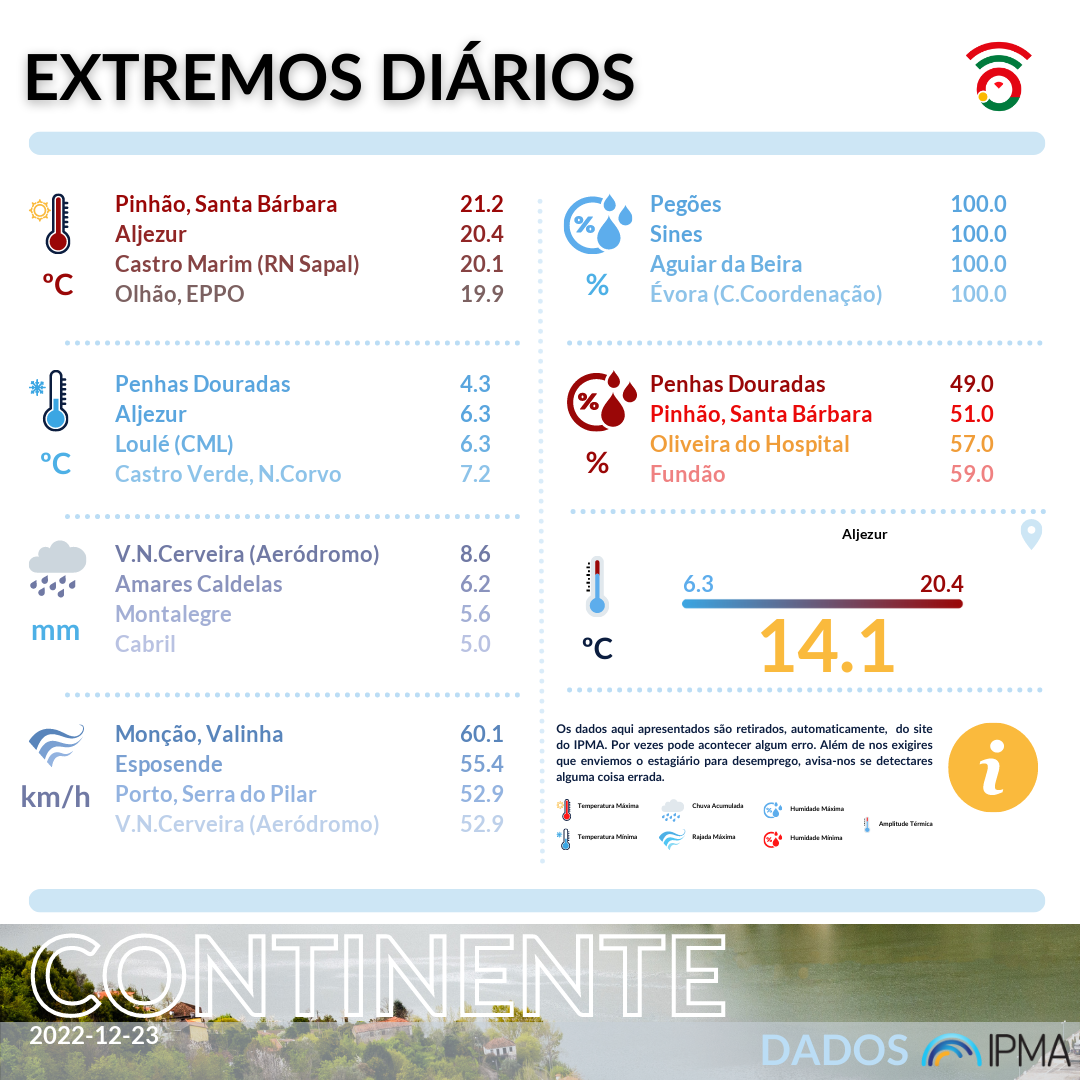 EXTREMOS DIÁRIOS
Pinhão, Santa Bárbara 21.2
Aljezur 20.4
Castro Marim (RN Sapal) 20.1
Olhão, EPPO 19.9
ºC
Penhas Douradas 4.3
Aljezur 6.3
Loulé (CML) 6.3
Castro Verde, N.Corvo 7.2
ºC
V.N.Cerveira (Aeródromo) 8.6
Amares Caldelas 6.2
Montalegre 5.6
Cabril 5.0
mm
Monção, Valinha 60.1
Esposende 55.4
Porto, Serra do Pilar 52.9
V.N.Cerveira (Aeródromo) 52.9
km/h
%
Pegões 100.0
Sines 100.0
Aguiar da Beira 100.0
Évora (C.Coordenação) 100.0
%
%
Penhas Douradas 49.0
Pinhão, Santa Bárbara 51.0
Oliveira do Hospital 57.0
Fundão 59.0
%
Aljezur
6.3 20.4
14.1
ºC
Os dados aqui apresentados são retirados, automaticamente, do site
do IPMA. Por vezes pode acontecer algum erro. Além de nos exigires
que enviemos o estagiário para desemprego, avisa-nos se detectares
alguma coisa errada.
i
Temperatura Máxima
Chuva Acumulada
Humidade Máxima
Amplitude Térmica
Temperatura Mínima
Rajada Máxima
Humidade Mínima
CONTINENTE
2022-12-23
DADOS IPMA